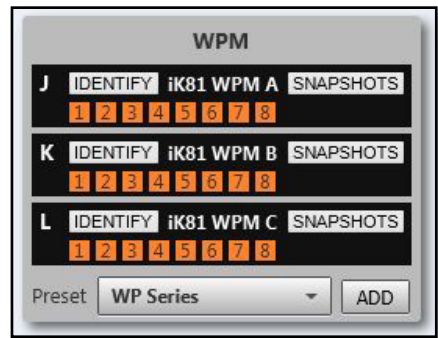 WPM
J IDENTIFY iK81 WPM A SNAPSHOTS
1 2 3 4 5 6 7 8
K IDENTIFY iK81 WPM B SNAPSHOTS
1 2 3 4 5 6 7 8
L IDENTIFY iK81 WPM C SNAPSHOTS
1 2 3 4 5 6 7 8
Preset WP Series ADD